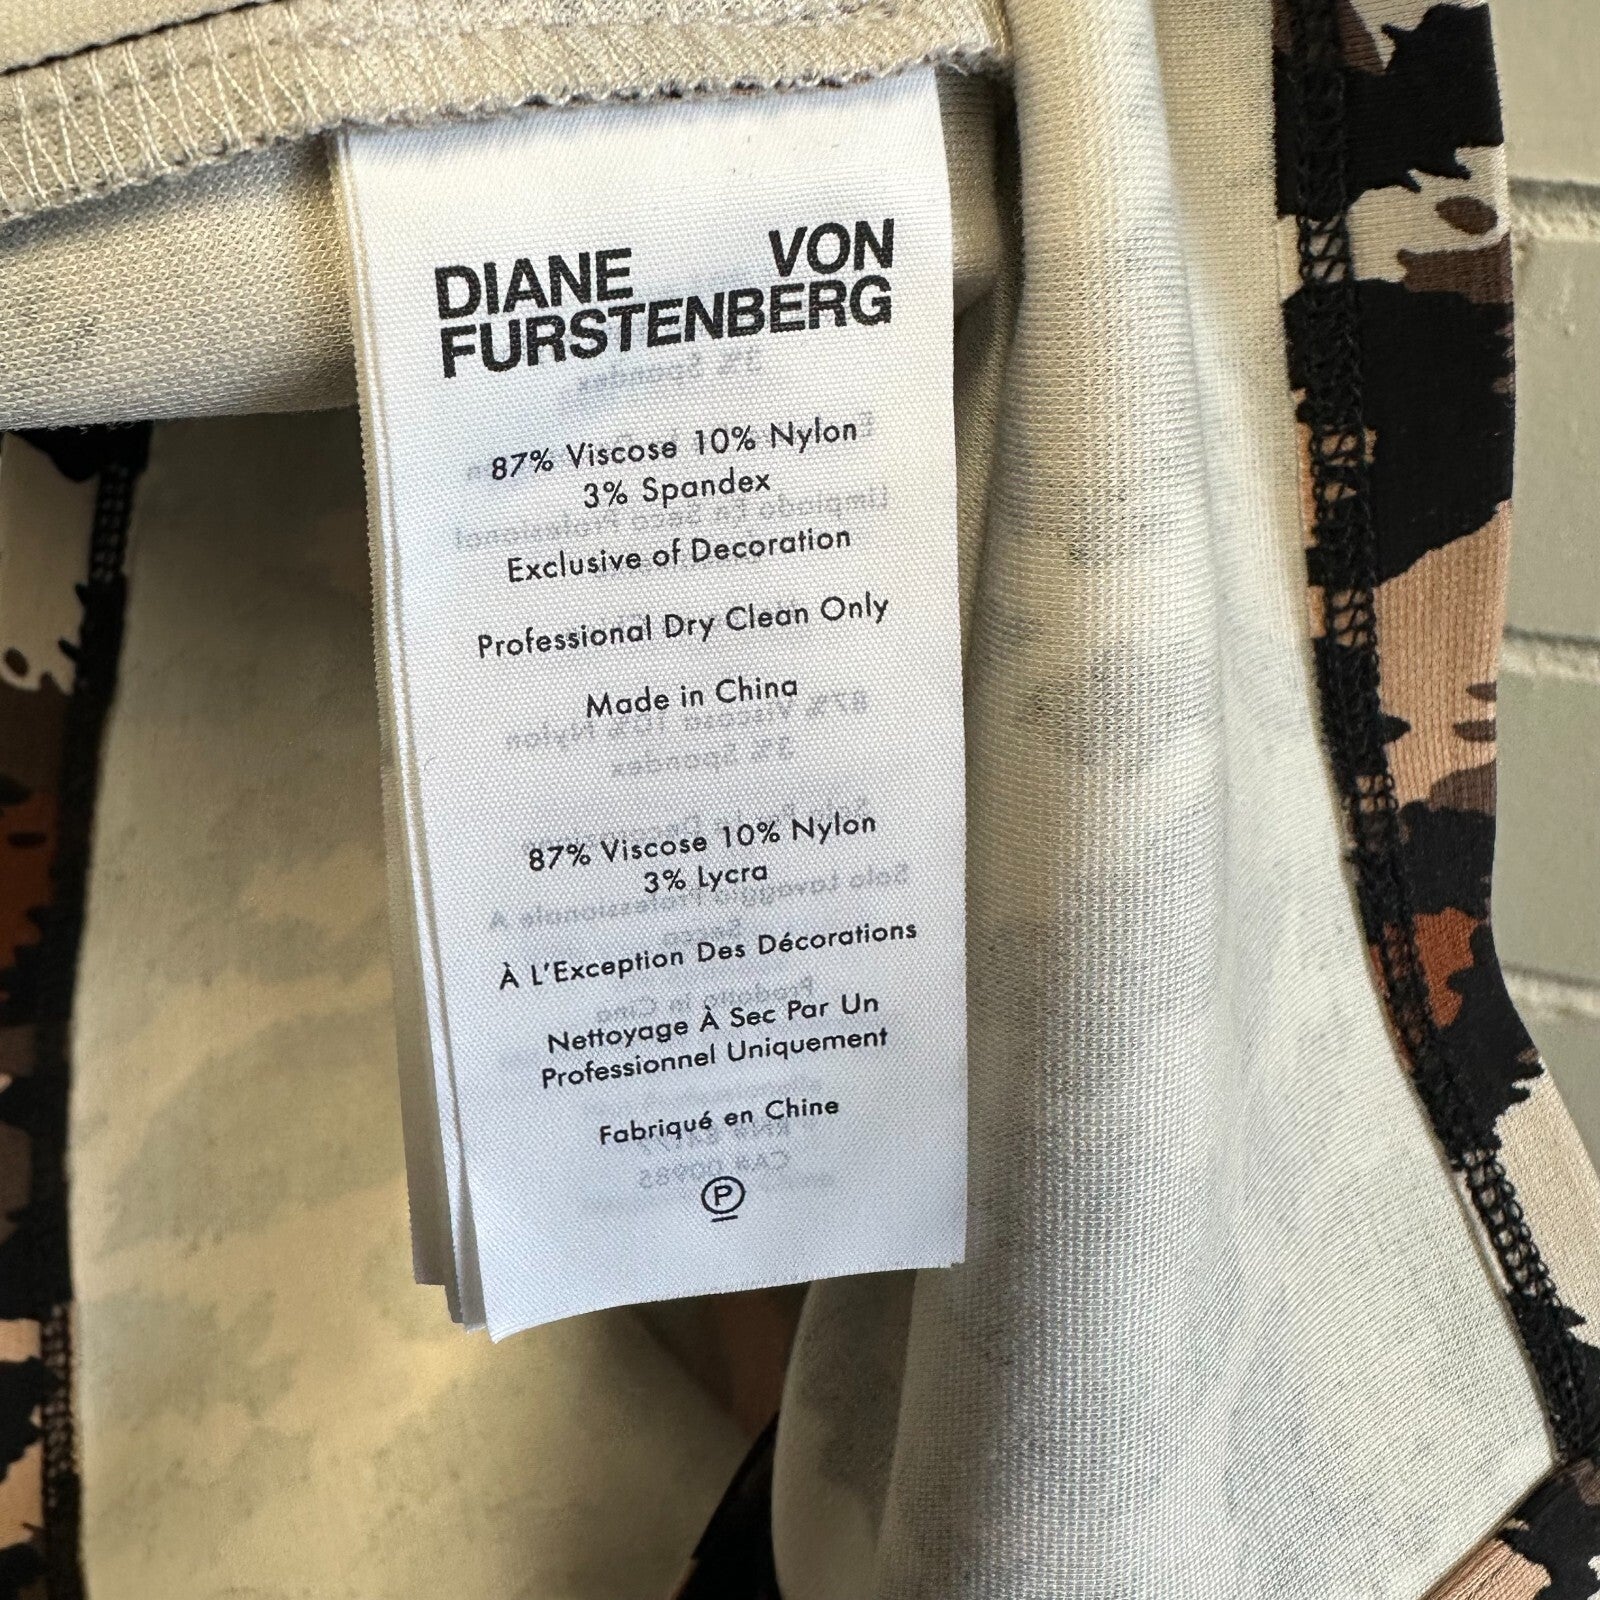 DIANE VON
FURSTENBERG
87% Viscose 10% Nylon
3% Spandex
Exclusive of Decoration
Professional Dry Clean Only
Made in China
87% Viscose 10% Nylon
3% Lycra
À L'Exception Des Décorations
Nettoyage À Sec Par Un
Professionnel Uniquement
Fabriqué en Chine
P